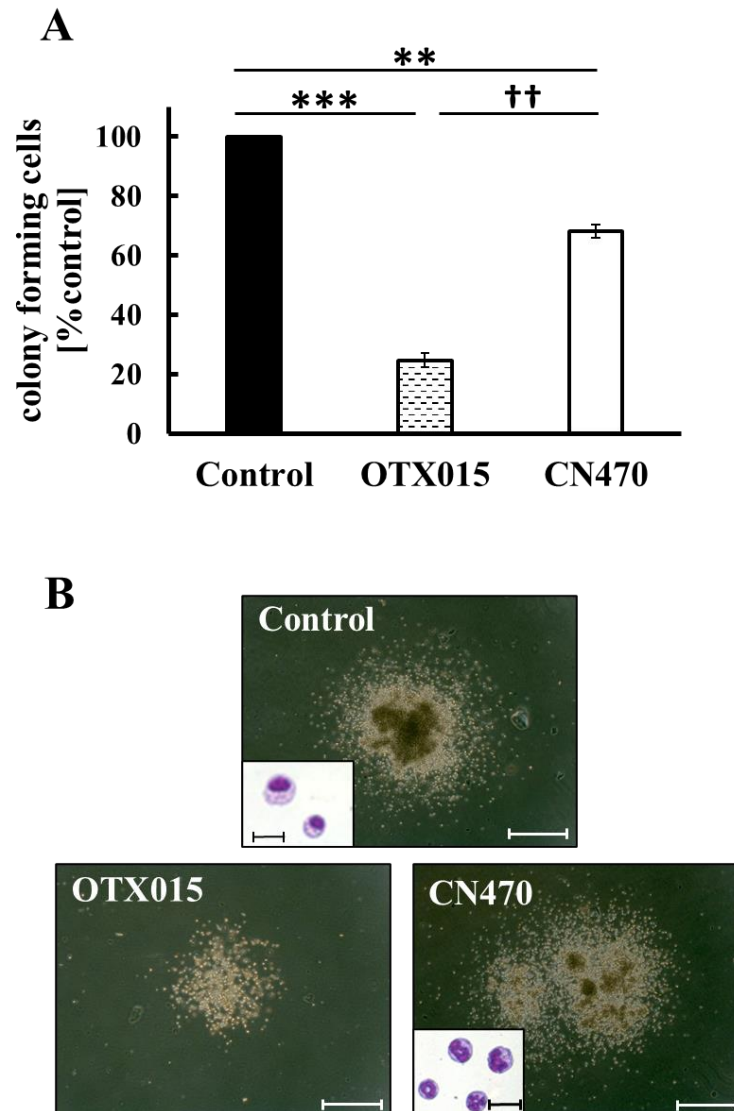 A
**
*** ††
100
80
60
40
20
0
colony forming cells
[%control]
Control OTX015 CN470
B
Control
OTX015 CN470